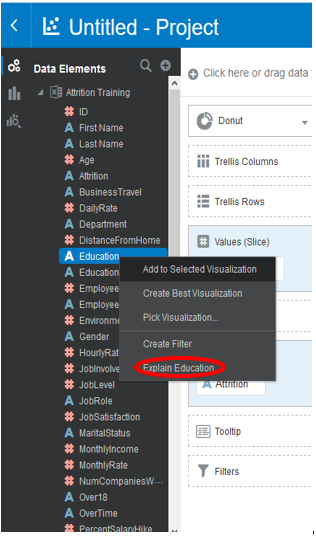 Untitled - Project
Data Elements
Click here or drag data
Attrition Training
ID
First Name
Last Name
Age
Attrition
BusinessTravel
DailyRate
Department
DistanceFromHome
Education
Education
Employee
Employee
Environme
Gender
HourlyRat
JobInvolve
JobLevel
JobRole
JobSatisfaction
MaritalStatus
MonthlyIncome
MonthlyRate
NumCompaniesW...
Over18
OverTime
PercentSalaryHike
Add to Selected Visualization
Create Best Visualization
Pick Visualization...
Create Filter
Explain Education
Donut
Trellis Columns
Trellis Rows
Values (Slice)
Attrition
Tooltip
Filters